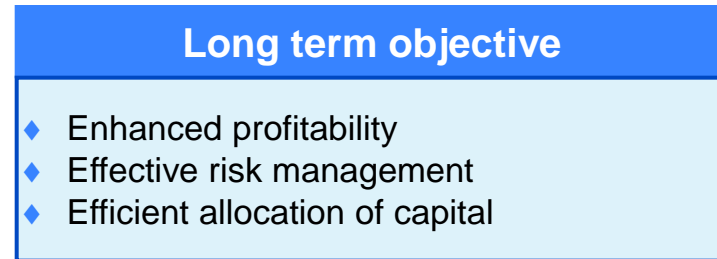 Long term objective
♦ Enhanced profitability
♦ Effective risk management
♦ Efficient allocation of capital